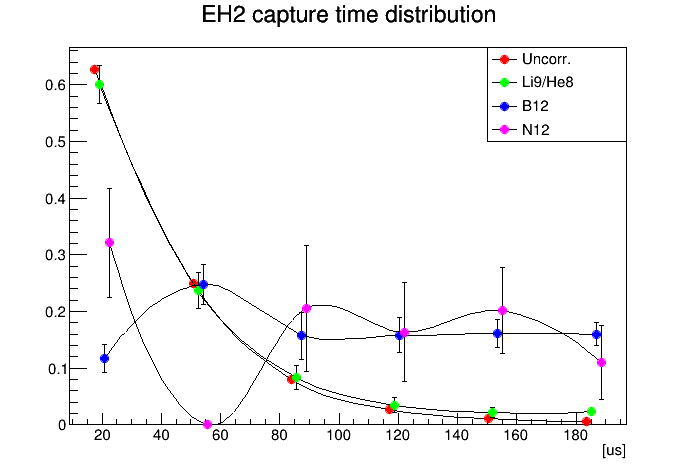 EH2 capture time distribution
Uncorr.
Li9/He8
B12
N12
0.6
0.5
0.4
0.3
0.2
0.1
0
20 40 60 80 100 120 140 160 180
[us]